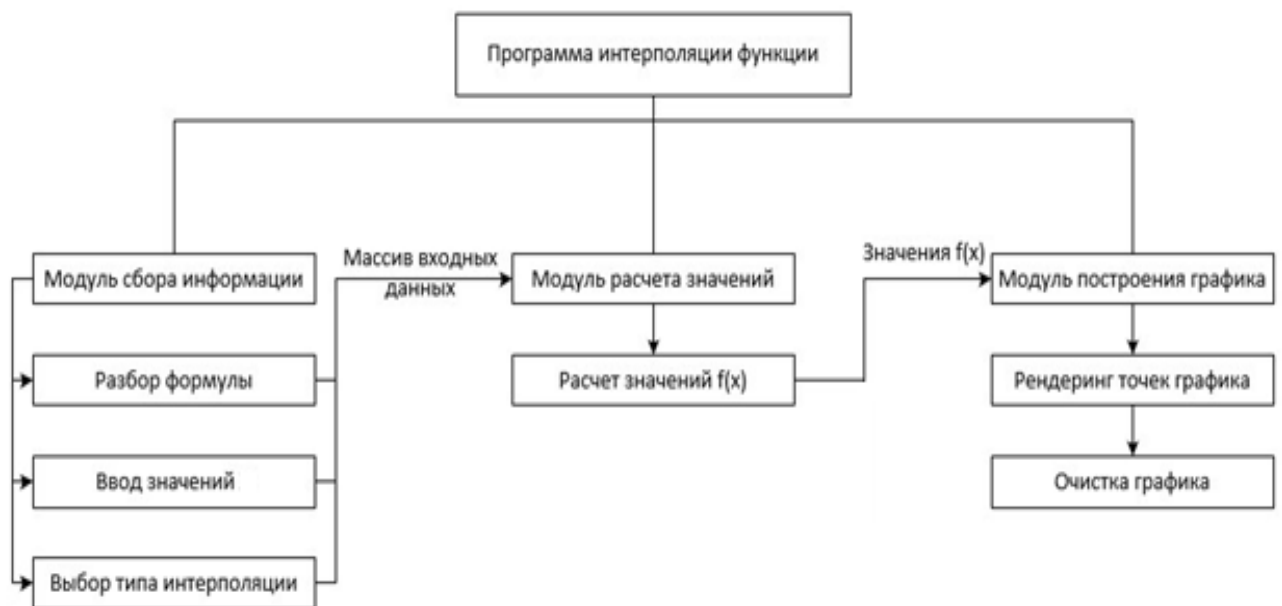 Программа интерполяции функции
Модуль сбора информации
Массив входных
данных
Модуль расчета значений
Значения f(x)
Модуль построения графика
Разбор формулы
Расчет значений f(x)
Рендеринг точек графика
Ввод значений
Очистка графика
Выбор типа интерполяции